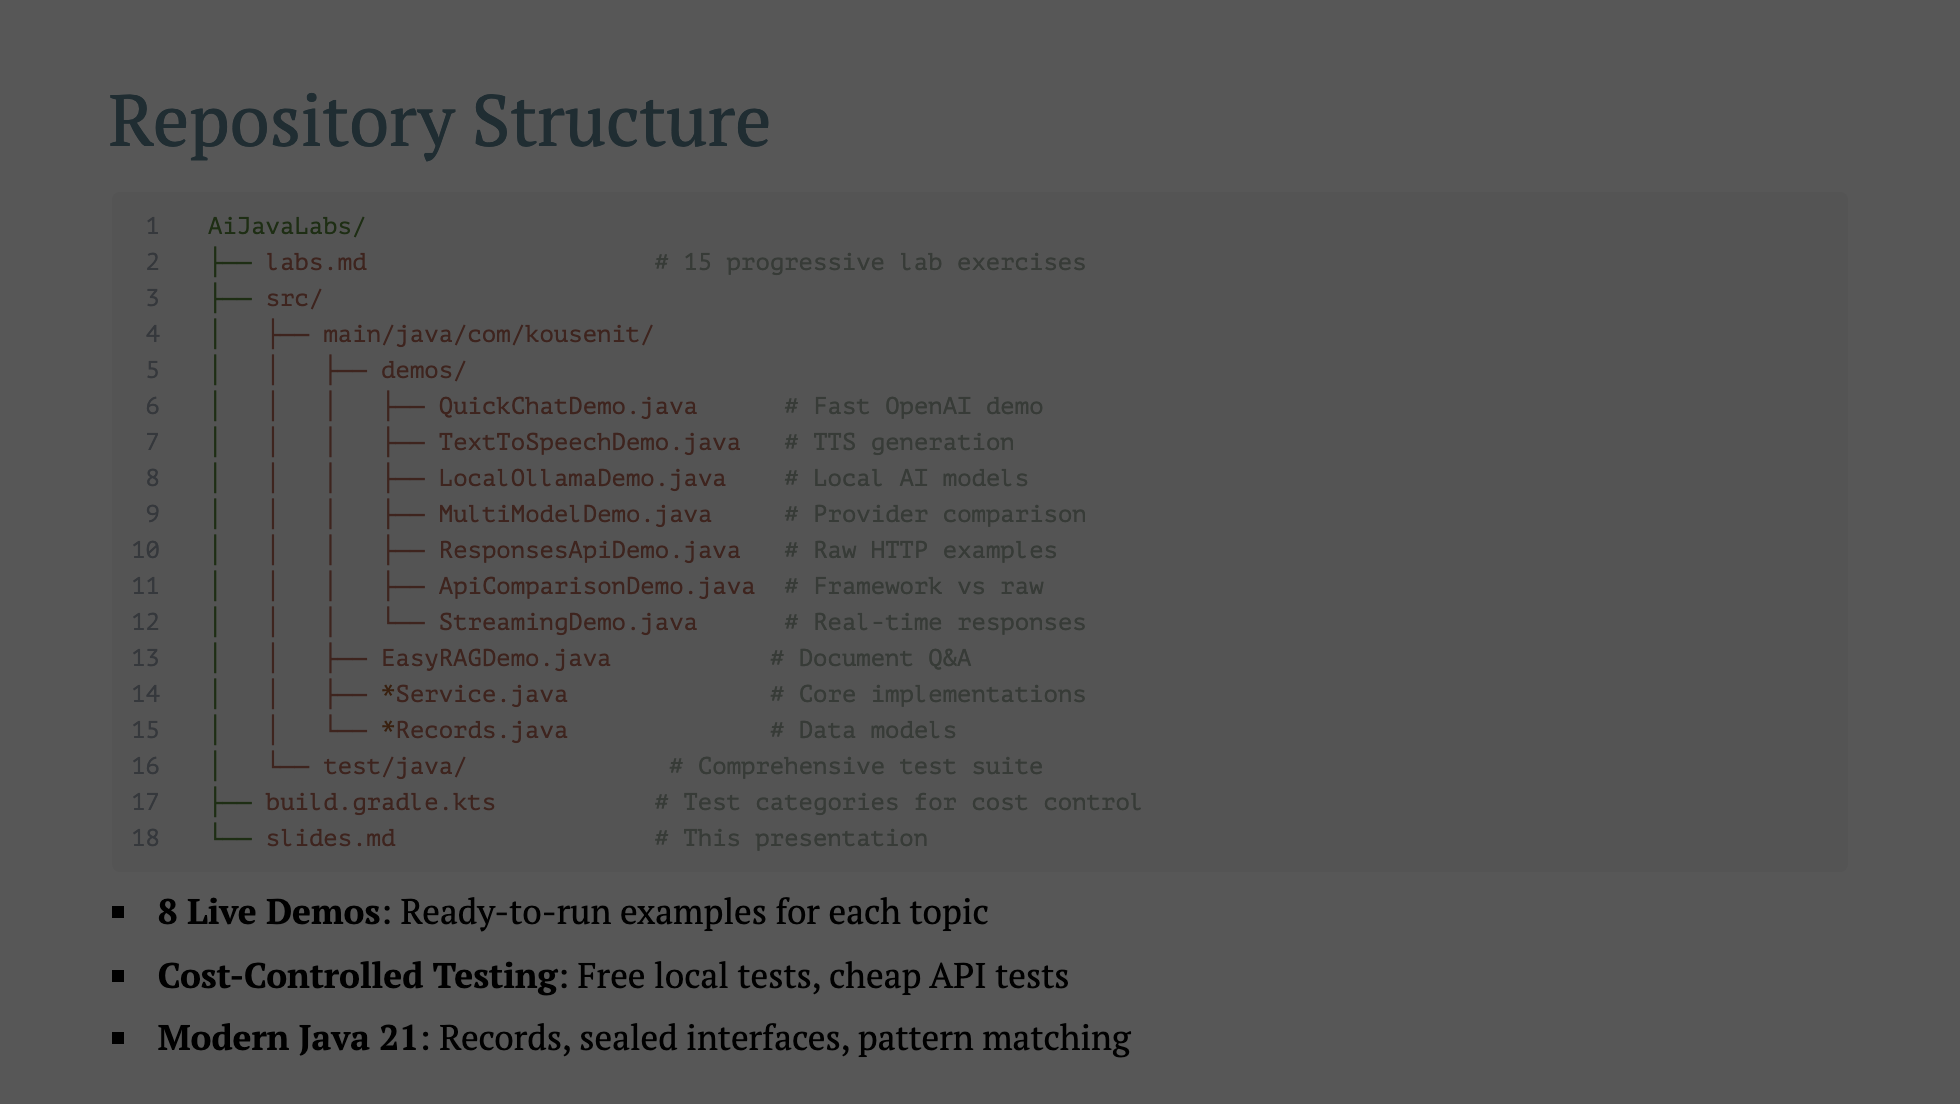 Repository Structure
1 AiJavaLabs/
2 ├── labs.md # 15 progressive lab exercises
3 ├── src/
4 │ ├── main/java/com/kousenit/
5 │ │ ├── demos/
6 │ │ │ ├── QuickChatDemo.java # Fast OpenAI demo
7 │ │ │ ├── TextToSpeechDemo.java # TTS generation
8 │ │ │ ├── LocalOllamaDemo.java # Local AI models
9 │ │ │ ├── MultiModelDemo.java # Provider comparison
10 │ │ │ ├── ResponsesApiDemo.java # Raw HTTP examples
11 │ │ │ ├── ApiComparisonDemo.java # Framework vs raw
12 │ │ │ └── StreamingDemo.java # Real-time responses
13 │ │ ├── EasyRAGDemo.java # Document Q&A
14 │ │ ├── *Service.java # Core implementations
15 │ │ └── *Records.java # Data models
16 │ └── test/java/ # Comprehensive test suite
17 ├── build.gradle.kts # Test categories for cost control
18 └── slides.md # This presentation
▪ 8 Live Demos: Ready-to-run examples for each topic
▪ Cost-Controlled Testing: Free local tests, cheap API tests
▪ Modern Java 21: Records, sealed interfaces, pattern matching